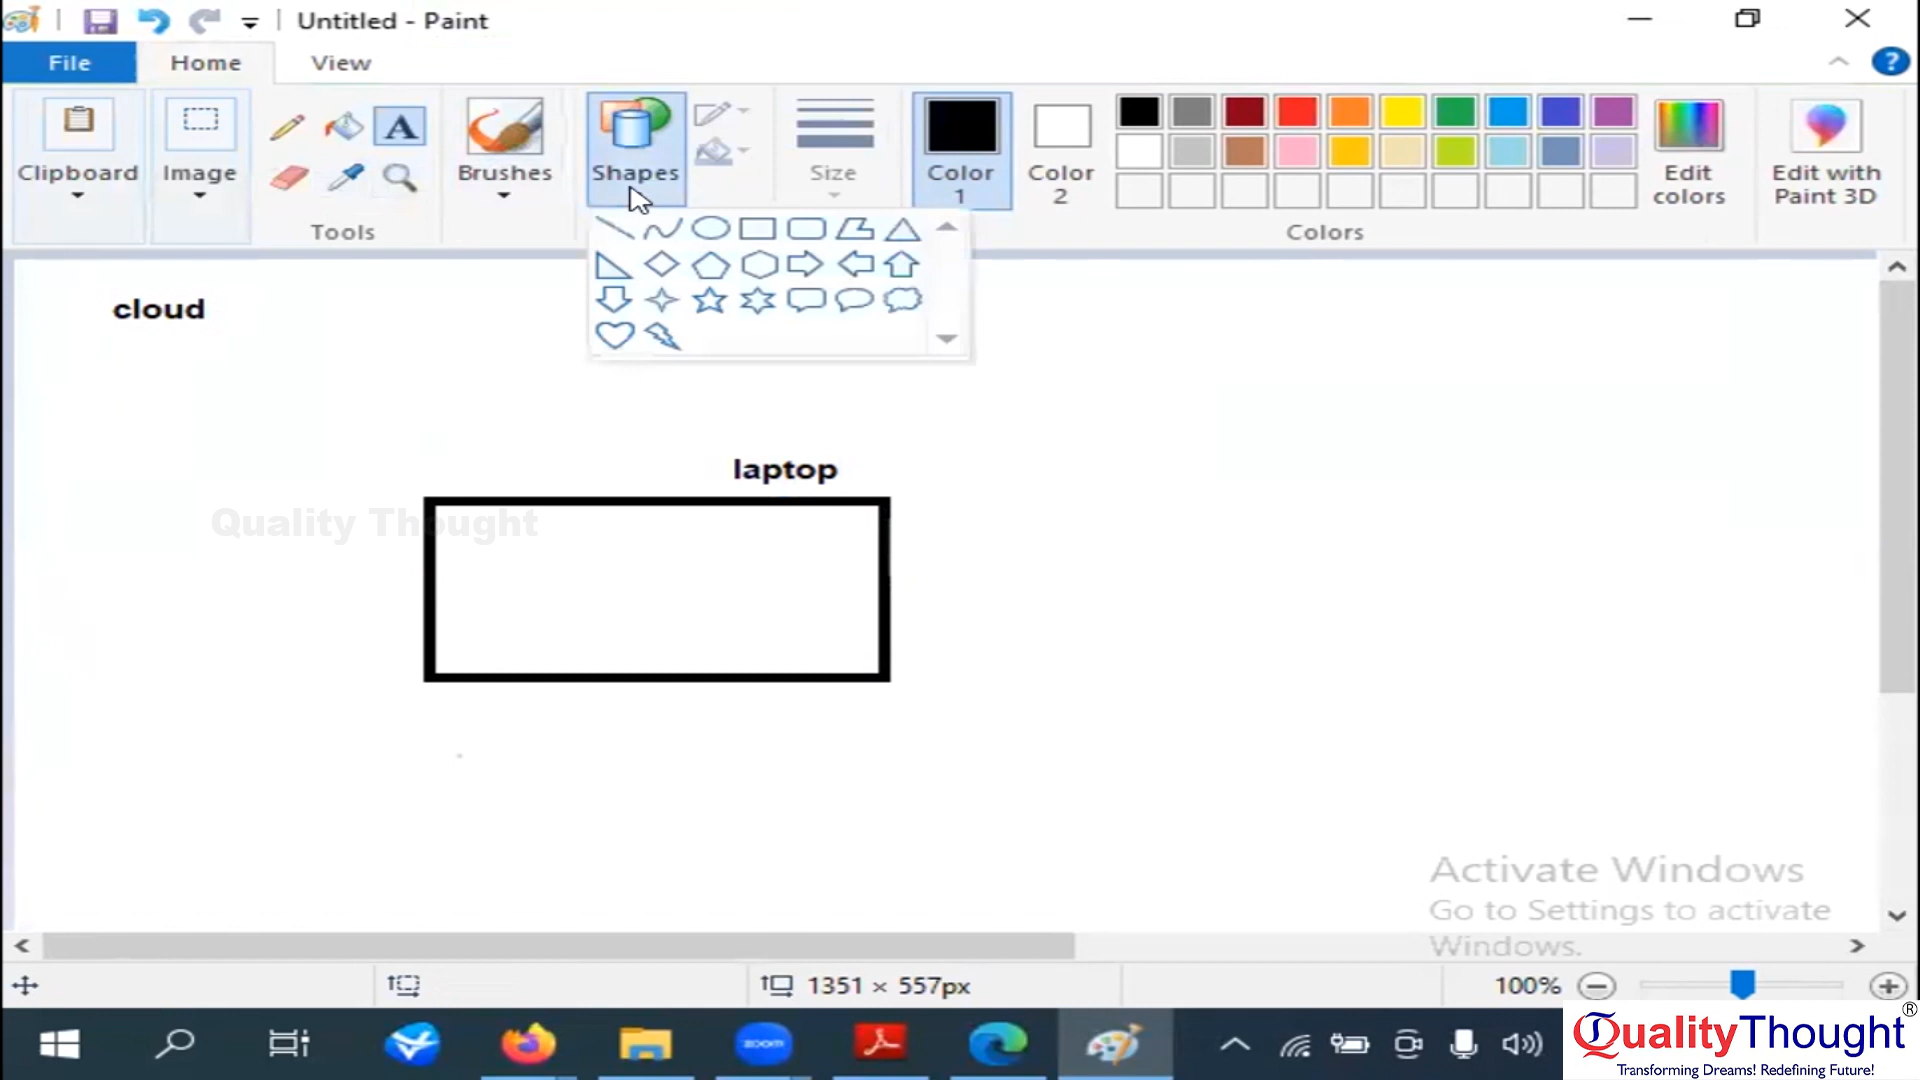 Untitled - Paint
File
Home
View
Clipboard
Image
Tools
Brushes
Shapes
Size
Color 1
Color 2
Edit colors
Edit with Paint 3D
Colors
cloud
laptop
Quality Thought
Activate Windows
Go to Settings to activate
Windows.
1351 × 557px
100%
zoom
QualityThought®
Transforming Dreams! Redefining Future!